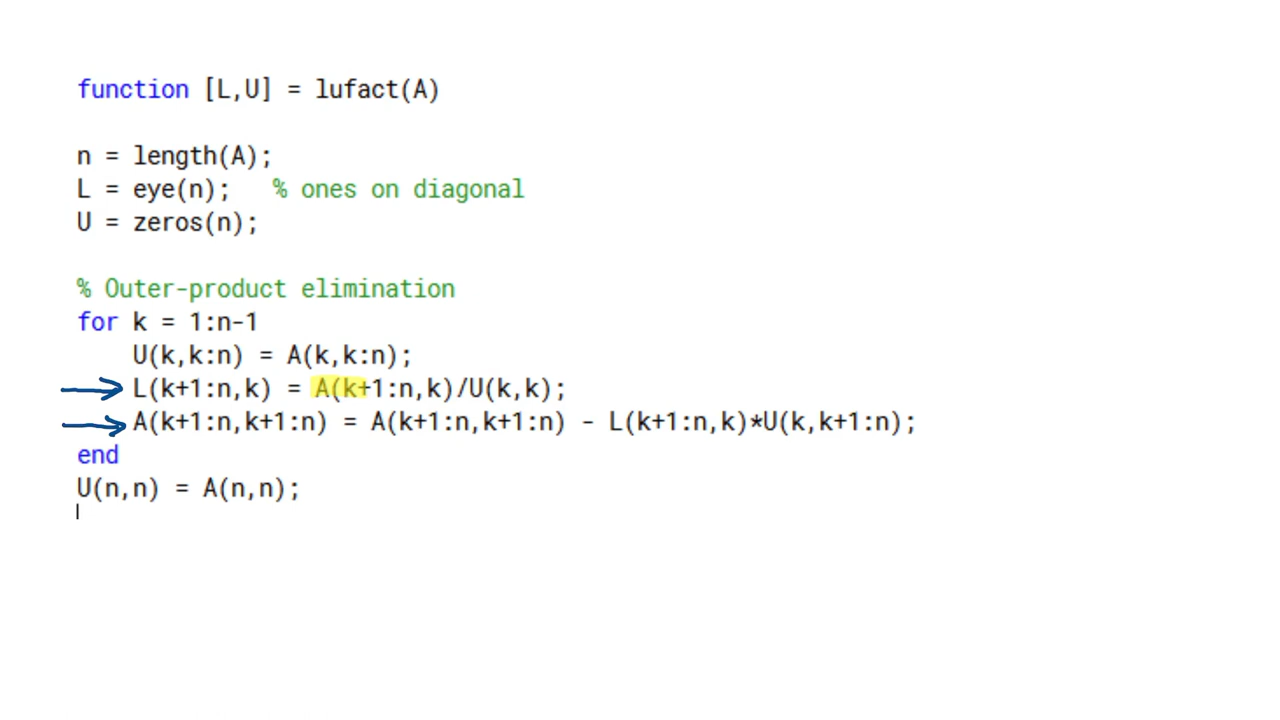 function [L,U] = lufact(A)
n = length(A);
L = eye(n);   % ones on diagonal
U = zeros(n);
% Outer-product elimination
for k = 1:n-1
    U(k,k:n) = A(k,k:n);
    L(k+1:n,k) = A(k+1:n,k)/U(k,k);
    A(k+1:n,k+1:n) = A(k+1:n,k+1:n) - L(k+1:n,k)*U(k,k+1:n);
end
U(n,n) = A(n,n);